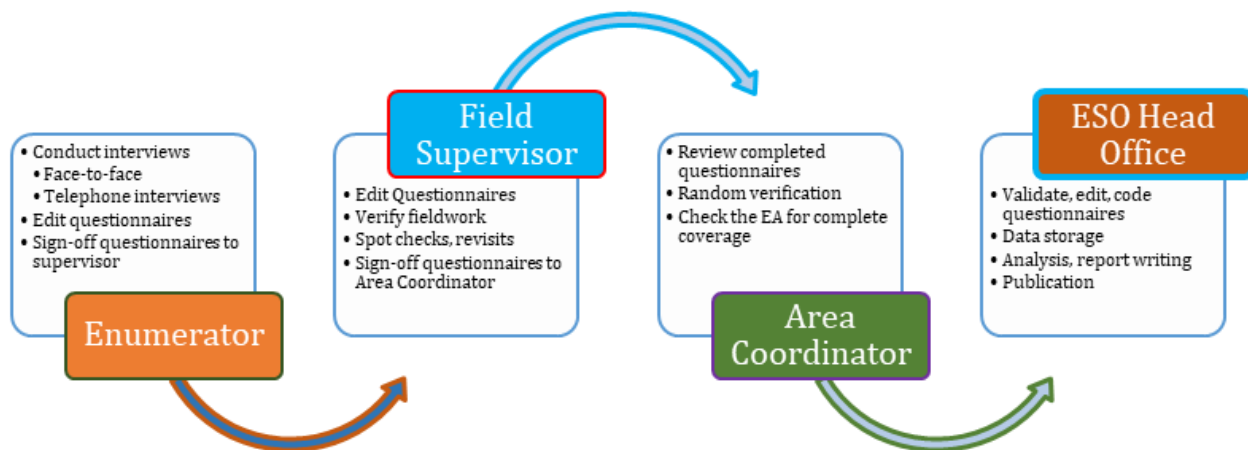 • Conduct interviews
• Face-to-face
• Telephone interviews
• Edit questionnaires
• Sign-off questionnaires to
supervisor
Enumerator
Field
Supervisor
• Edit Questionnaires
• Verify fieldwork
• Spot checks, revisits
• Sign-off questionnaires to
Area Coordinator
• Review completed
questionnaires
• Random verification
• Check the EA for complete
coverage
Area
Coordinator
ESO Head
Office
• Validate, edit, code
questionnaires
• Data storage
• Analysis, report writing
• Publication